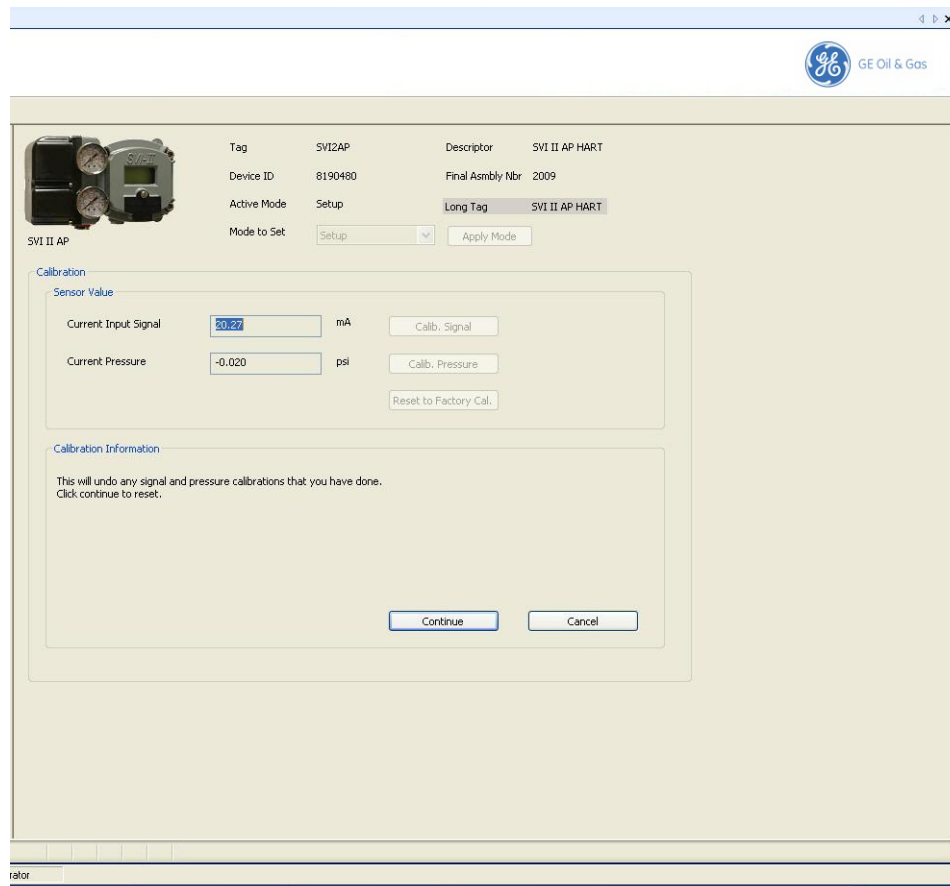 GE Oil & Gas
SVI-II
Tag SVI2AP Descriptor SVI II AP HART
Device ID 8190480 Final Asmbly Nbr 2009
Active Mode Setup Long Tag SVI II AP HART
Mode to Set Setup Apply Mode
SVI II AP
Calibration
Sensor Value
Current Input Signal 20.27 mA Calib. Signal
Current Pressure -0.020 psi Calib. Pressure
Reset to Factory Cal.
Calibration Information
This will undo any signal and pressure calibrations that you have done.
Click continue to reset.
Continue Cancel
rator